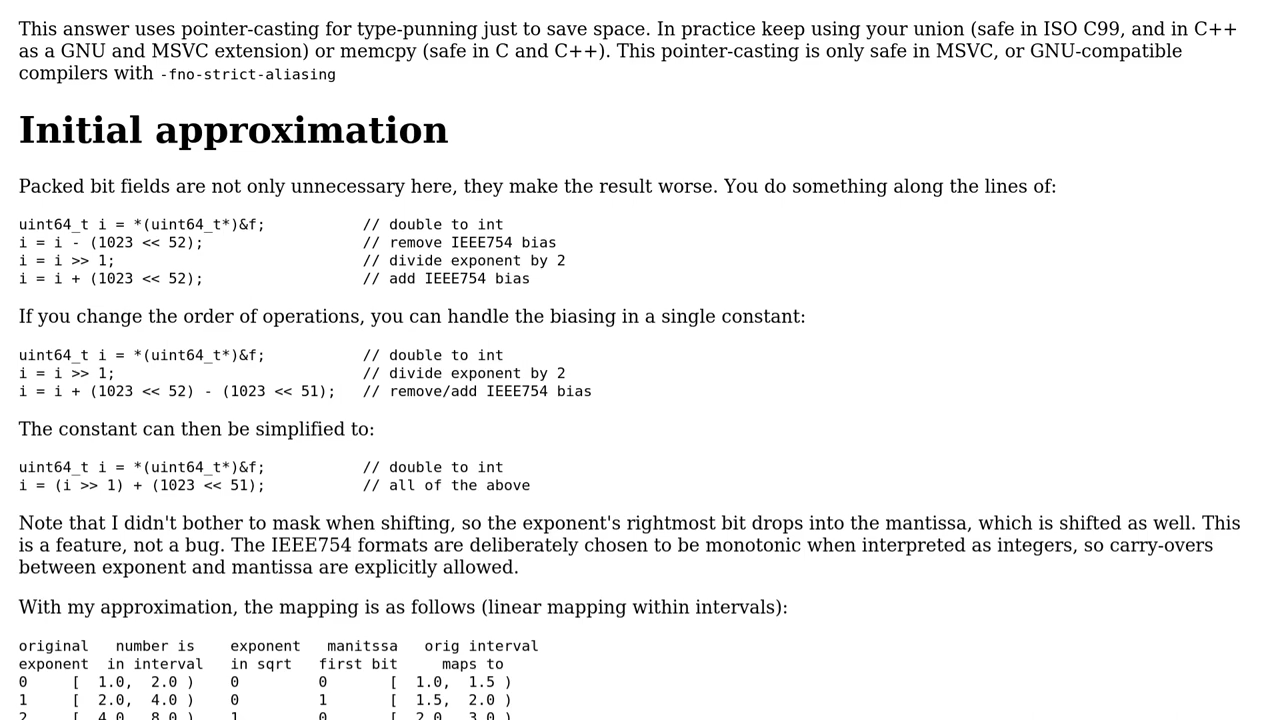 This answer uses pointer-casting for type-punning just to save space. In practice keep using your union (safe in ISO C99, and in C++
as a GNU and MSVC extension) or memcpy (safe in C and C++). This pointer-casting is only safe in MSVC, or GNU-compatible
compilers with -fno-strict-aliasing
Initial approximation
Packed bit fields are not only unnecessary here, they make the result worse. You do something along the lines of:
uint64_t i = *(uint64_t*)&f;           // double to int
i = i - (1023 << 52);                  // remove IEEE754 bias
i = i >> 1;                            // divide exponent by 2
i = i + (1023 << 52);                  // add IEEE754 bias
If you change the order of operations, you can handle the biasing in a single constant:
uint64_t i = *(uint64_t*)&f;           // double to int
i = i >> 1;                            // divide exponent by 2
i = i + (1023 << 52) - (1023 << 51);   // remove/add IEEE754 bias
The constant can then be simplified to:
uint64_t i = *(uint64_t*)&f;           // double to int
i = (i >> 1) + (1023 << 51);           // all of the above
Note that I didn't bother to mask when shifting, so the exponent's rightmost bit drops into the mantissa, which is shifted as well. This
is a feature, not a bug. The IEEE754 formats are deliberately chosen to be monotonic when interpreted as integers, so carry-overs
between exponent and mantissa are explicitly allowed.
With my approximation, the mapping is as follows (linear mapping within intervals):
original   number is    exponent   manitssa   orig interval
exponent  in interval   in sqrt   first bit     maps to
0     [  1.0,  2.0 )    0         0       [  1.0,  1.5 )
1     [  2.0,  4.0 )    0         1       [  1.5,  2.0 )
2     [  4.0,  8.0 )    1         0       [  2.0,  3.0 )